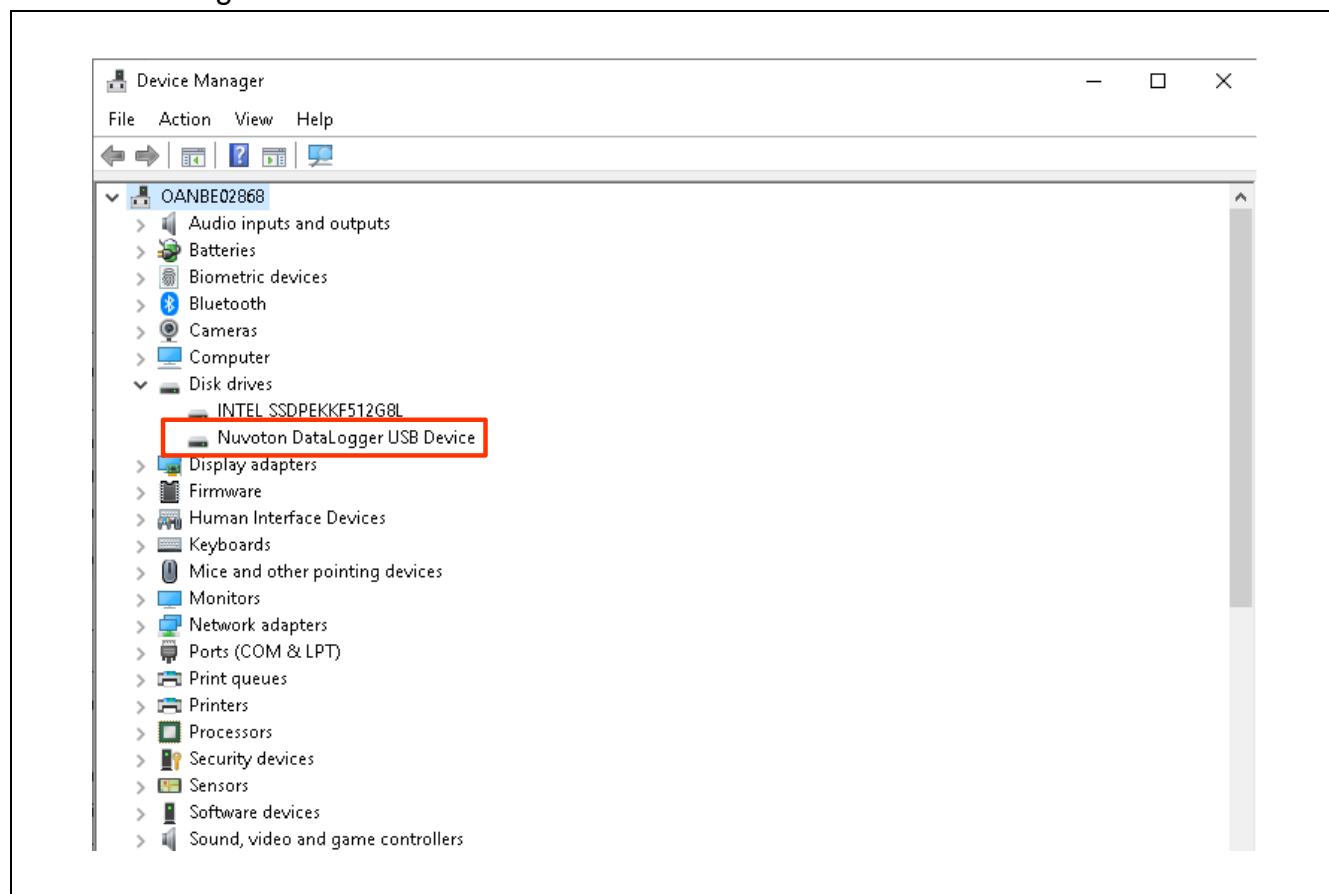 Device Manager
File Action View Help
OANBE02868
Audio inputs and outputs
Batteries
Biometric devices
Bluetooth
Cameras
Computer
Disk drives
INTEL SSDPEKKF512G8L
Nuvoton DataLogger USB Device
Display adapters
Firmware
Human Interface Devices
Keyboards
Mice and other pointing devices
Monitors
Network adapters
Ports (COM & LPT)
Print queues
Printers
Processors
Security devices
Sensors
Software devices
Sound, video and game controllers